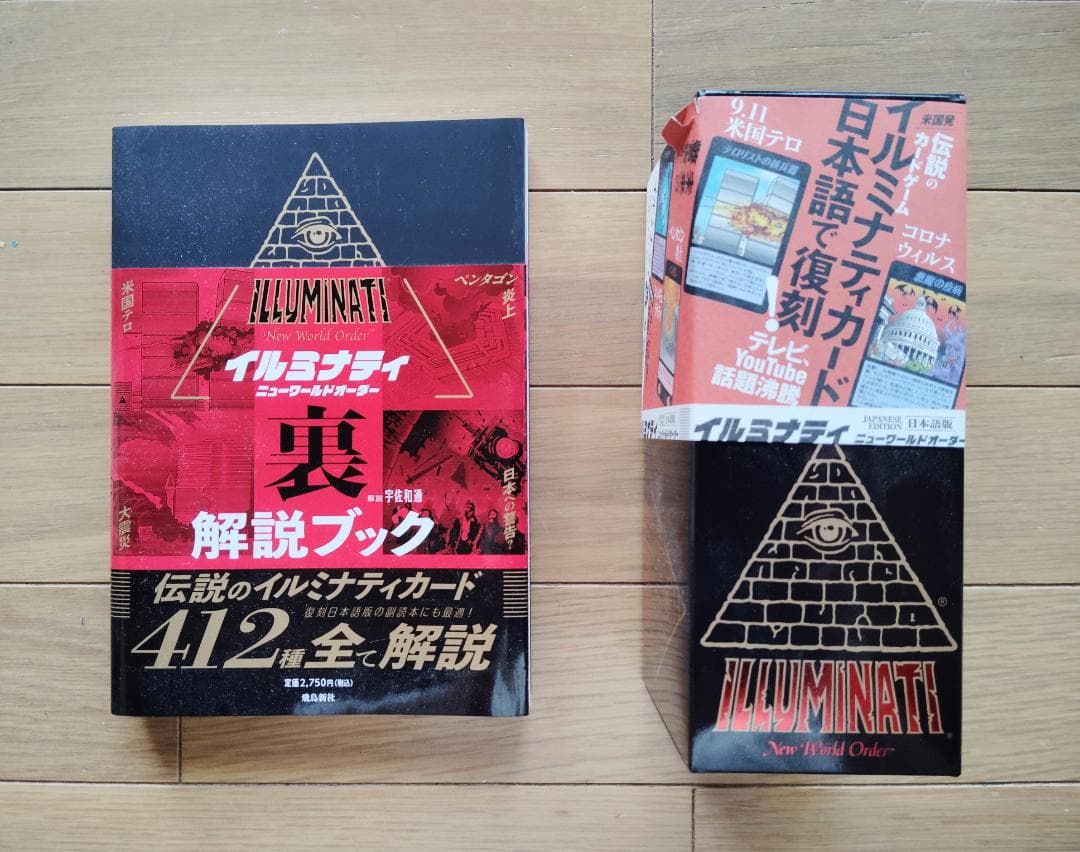 ILLUMINATI
New World Order™
イルミナティ
ニューワールドオーダー
裏
解説 宇佐和通
解説ブック
米国テロ
ペンタゴン炎上
大震災
日本への警告?
伝説のイルミナティカード
復刻日本語版の副読本にも最適!
412種全て解説
定価2,750円(税込)
飛鳥新社
米国発
伝説の
カードゲーム
イルミナティカード
日本語で復刻!
9.11
米国テロ
テロリストの核兵器
コロナ
ウィルス
悪魔の疫病
テレビ、
YouTube
話題沸騰
イルミナティ
ニューワールドオーダー
JAPANESE
EDITION
日本語版
®
ILLUMINATI®
New World Order™